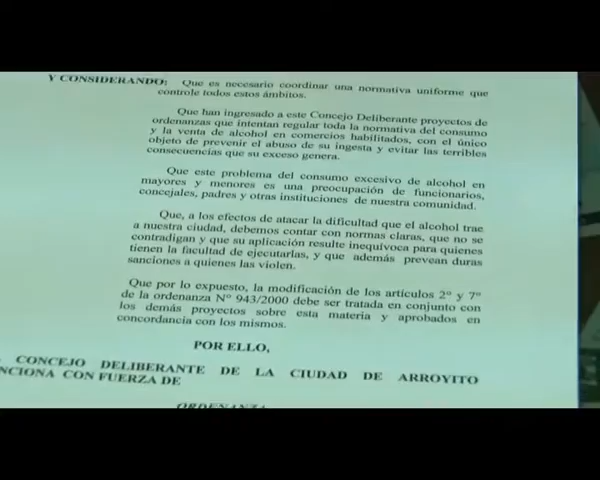 Y CONSIDERANDO: Que es necesario coordinar una normativa uniforme que
controle todos estos ámbitos.
Que han ingresado a este Concejo Deliberante proyectos de
ordenanzas que intentan regular toda la normativa del consumo
y la venta de alcohol en comercios habilitados, con el único
objeto de prevenir el abuso de su ingesta y evitar las terribles
consecuencias que su exceso genera.
Que este problema del consumo excesivo de alcohol en
mayores y menores es una preocupación de funcionarios,
concejales, padres y otras instituciones de nuestra comunidad.
Que, a los efectos de atacar la dificultad que el alcohol trae
a nuestra ciudad, debemos contar con normas claras, que no se
contradigan y que su aplicación resulte inequívoca para quienes
tienen la facultad de ejecutarlas, y que además prevean duras
sanciones a quienes las violen.
Que por lo expuesto, la modificación de los artículos 2º y 7º
de la ordenanza Nº 943/2000 debe ser tratada en conjunto con
los demás proyectos sobre esta materia y aprobados en
concordancia con los mismos.
POR ELLO,
CONCEJO DELIBERANTE DE LA CIUDAD DE ARROYITO
NCIONA CON FUERZA DE
ORDENANZA